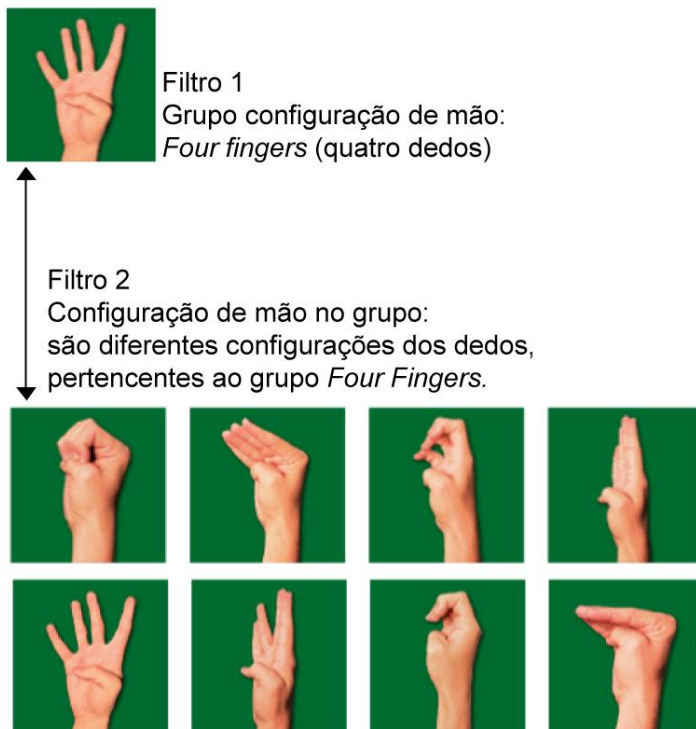 Filtro 1
Grupo configuração de mão:
Four fingers (quatro dedos)
Filtro 2
Configuração de mão no grupo:
são diferentes configurações dos dedos,
pertencentes ao grupo Four Fingers.